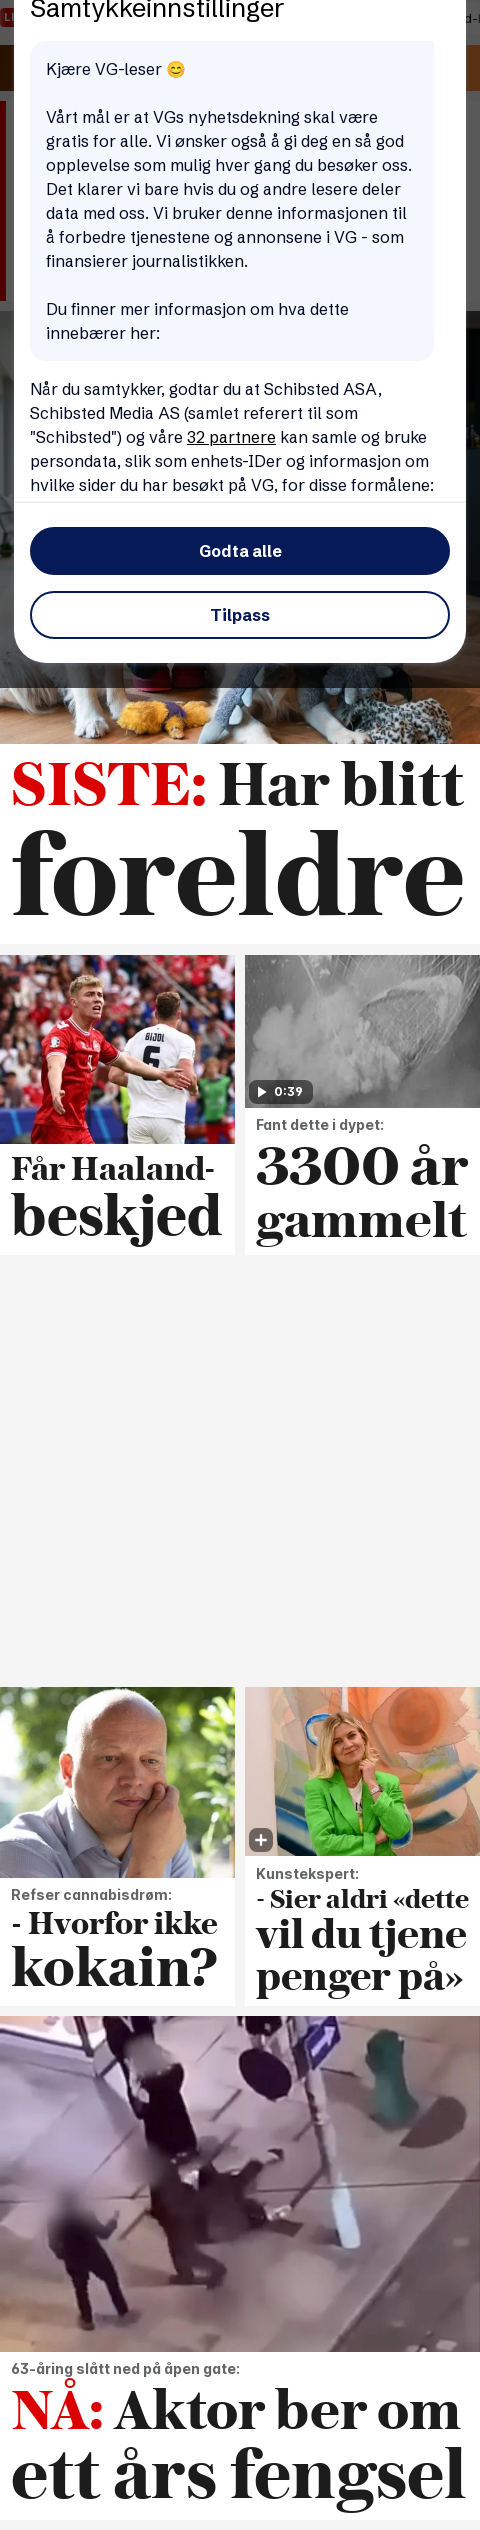 Samtykkeinnstillinger
Kjære VG-leser 😊
Vårt mål er at VGs nyhetsdekning skal være
gratis for alle. Vi ønsker også å gi deg en så god
opplevelse som mulig hver gang du besøker oss.
Det klarer vi bare hvis du og andre lesere deler
data med oss. Vi bruker denne informasjonen til
å forbedre tjenestene og annonsene i VG - som
finansierer journalistikken.
Du finner mer informasjon om hva dette
innebærer her:
Når du samtykker, godtar du at Schibsted ASA,
Schibsted Media AS (samlet referert til som
"Schibsted") og våre 32 partnere kan samle og bruke
persondata, slik som enhets-IDer og informasjon om
hvilke sider du har besøkt på VG, for disse formålene:
Godta alle
Tilpass
SISTE: Har blitt
foreldre
BIJOL
6
0:39
Får Haaland-
beskjed
Fant dette i dypet:
3300 år
gammelt
Refser cannabisdrøm:
- Hvorfor ikke
kokain?
Kunstekspert:
- Sier aldri «dette
vil du tjene
penger på»
63-åring slått ned på åpen gate:
NÅ: Aktor ber om
ett års fengsel